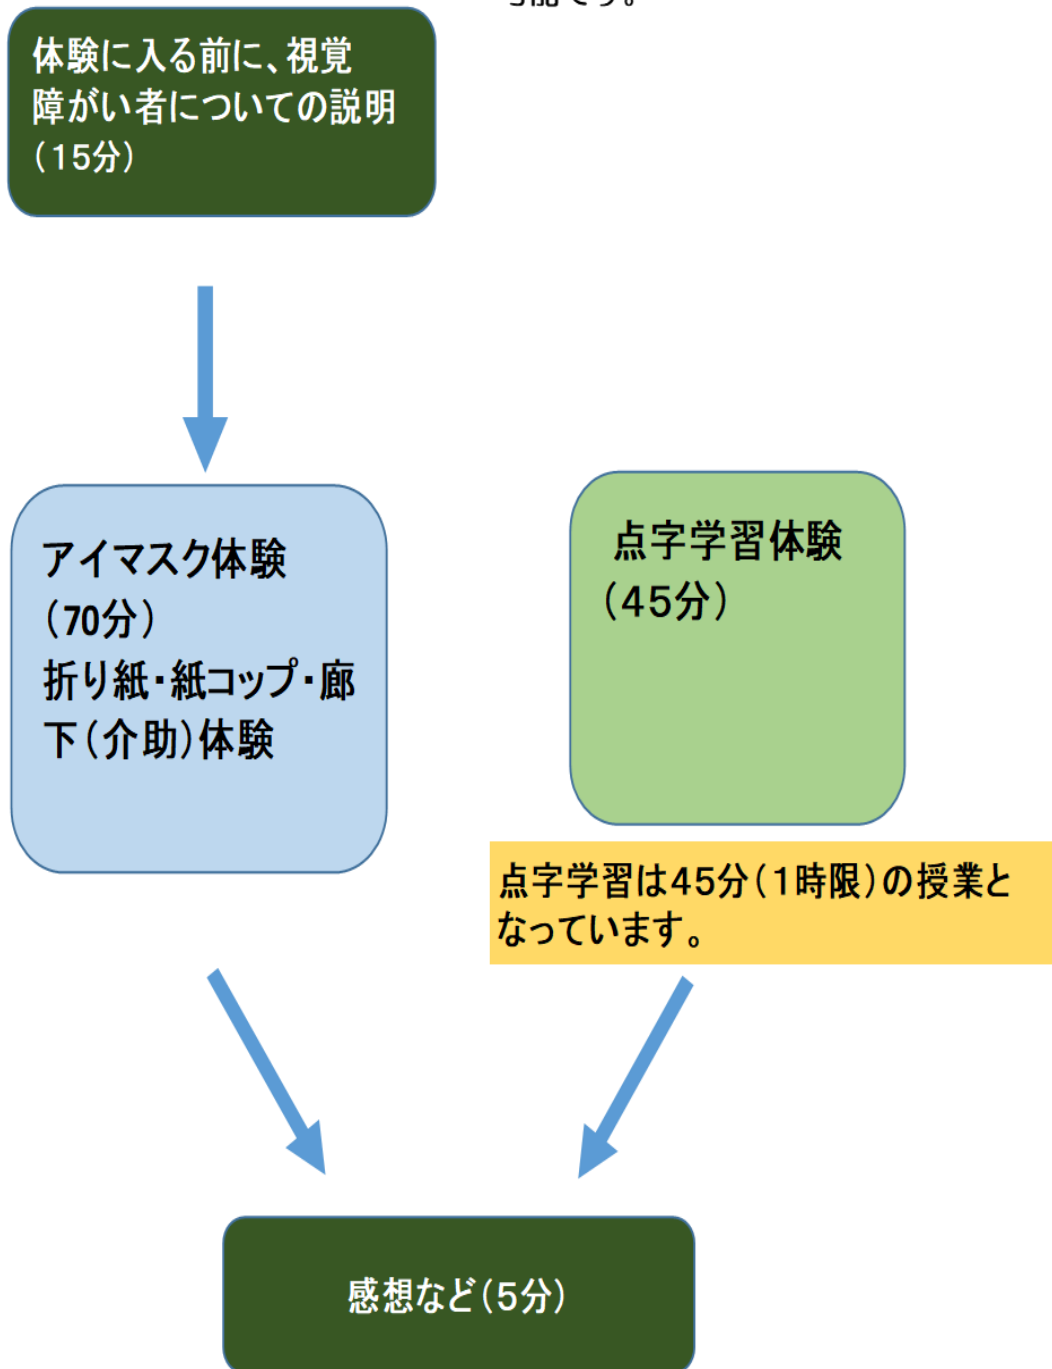 可能です。
体験に入る前に、視覚
障がい者についての説明
(15分)
アイマスク体験
(70分)
折り紙・紙コップ・廊
下(介助)体験
点字学習体験
(45分)
点字学習は45分(1時限)の授業と
なっています。
感想など(5分)